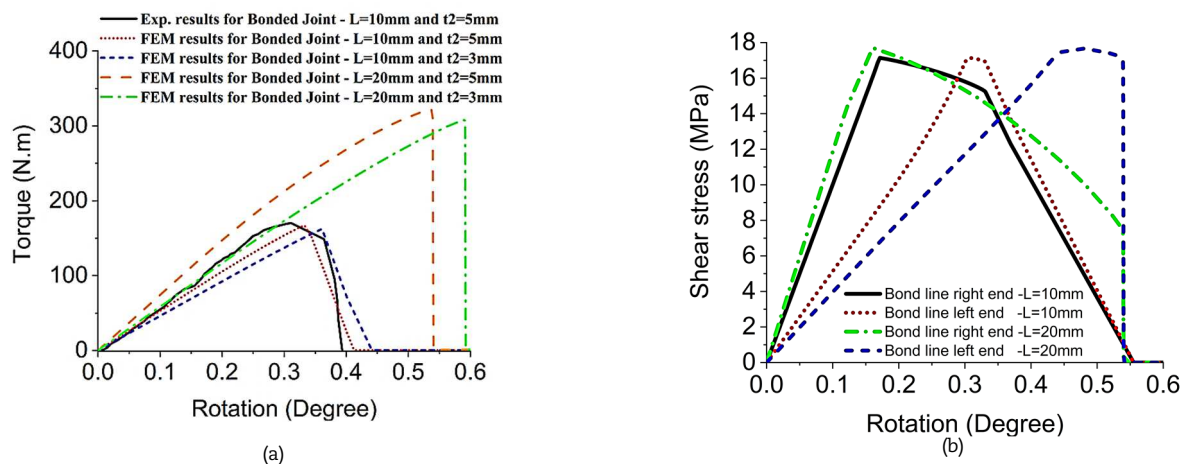 Exp. results for Bonded Joint - L=10mm and t2=5mm
FEM results for Bonded Joint - L=10mm and t2=5mm
FEM results for Bonded Joint - L=10mm and t2=3mm
FEM results for Bonded Joint - L=20mm and t2=5mm
FEM results for Bonded Joint - L=20mm and t2=3mm
400
300
200
100
0
Torque (N.m)
0.0 0.1 0.2 0.3 0.4 0.5 0.6
Rotation (Degree)
(a)
18
16
14
12
10
8
6
4
2
0
Shear stress (MPa)
Bond line right end -L=10mm
Bond line left end -L=10mm
Bond line right end -L=20mm
Bond line left end -L=20mm
0.0 0.1 0.2 0.3 0.4 0.5 0.6
Rotation (Degree)
(b)